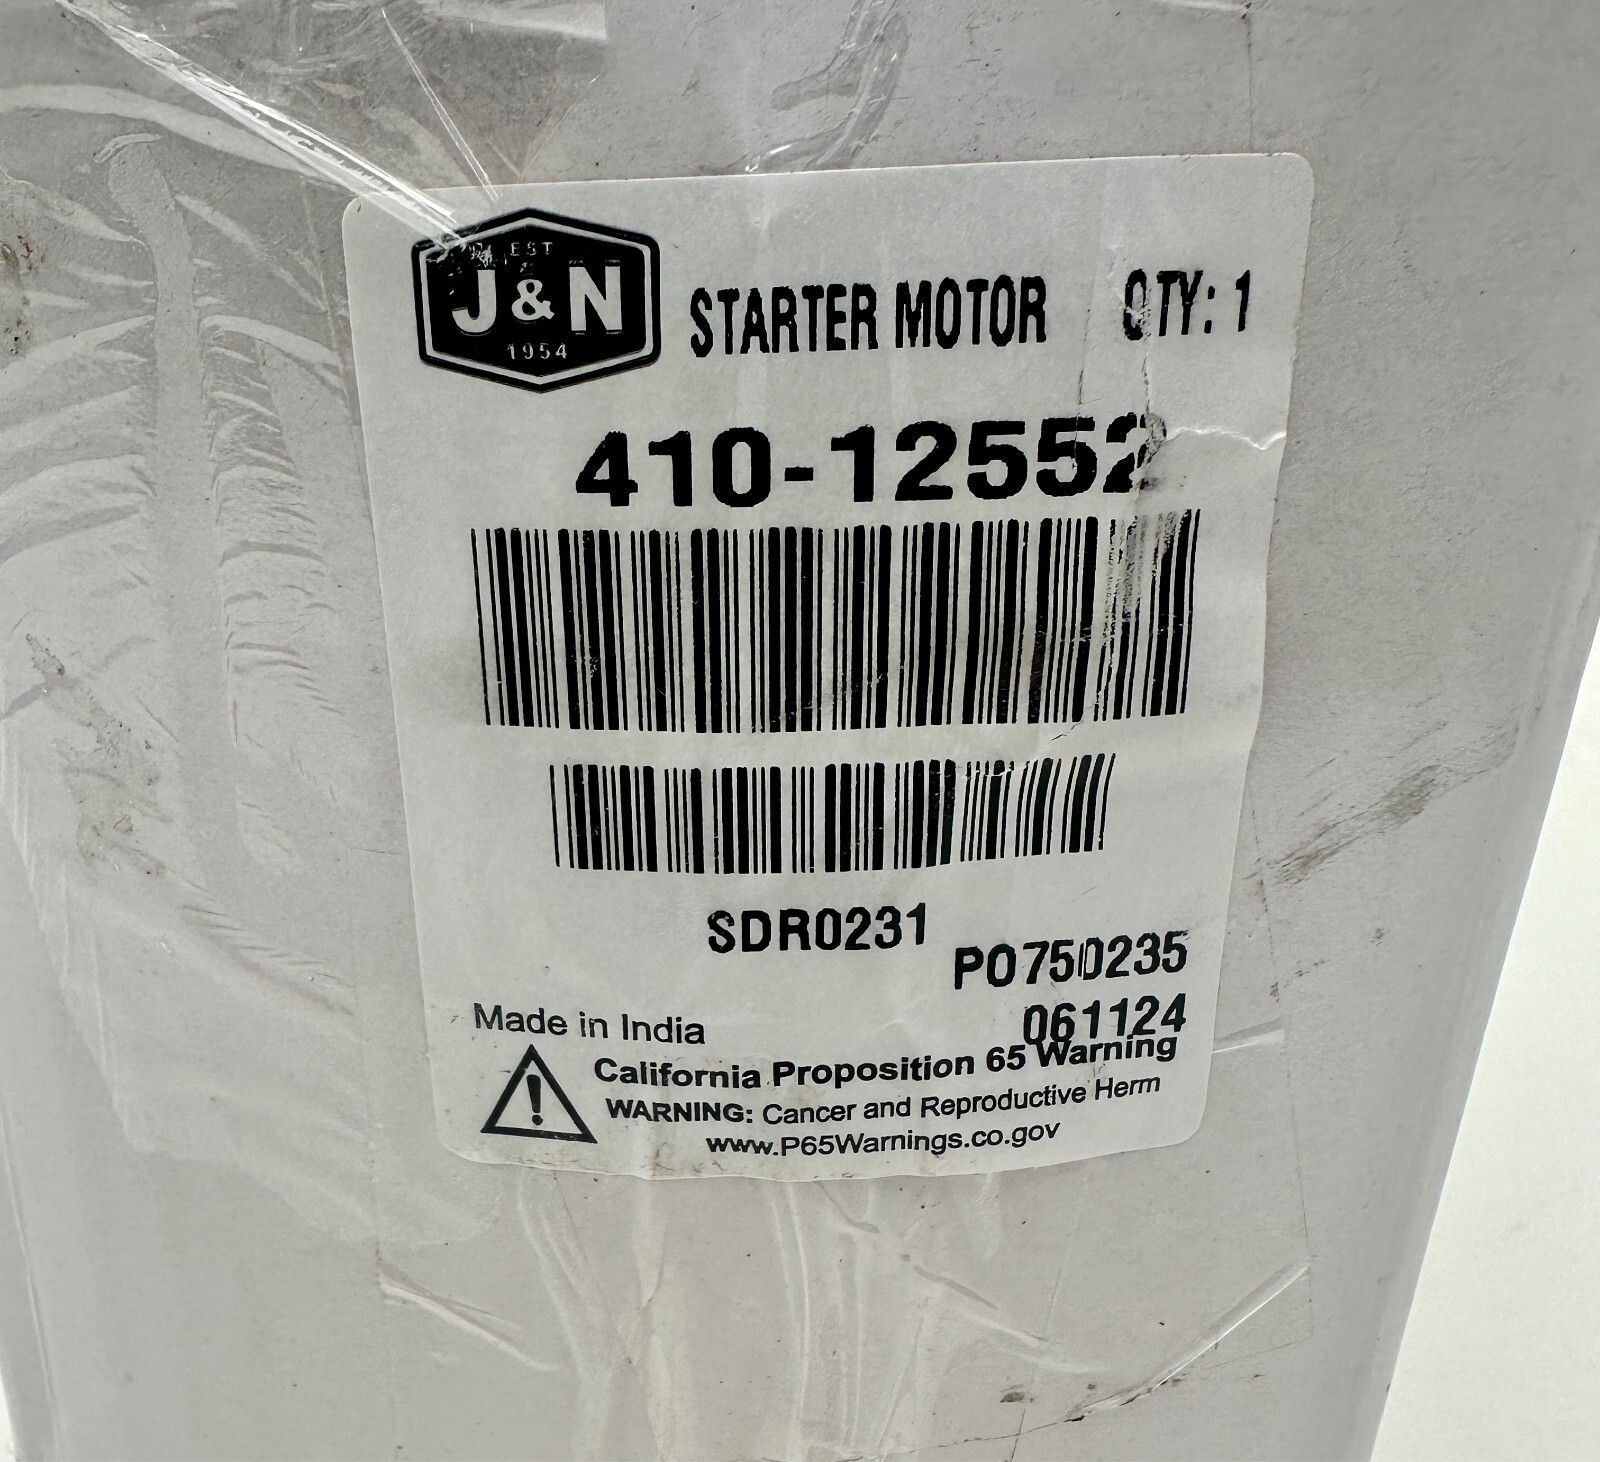 EST
J&N
1954
STARTER MOTOR QTY: 1
410-12552
SDR0231
PO750235
061124
Made in India
California Proposition 65 Warning
WARNING: Cancer and Reproductive Herm
www.P65Warnings.co.gov